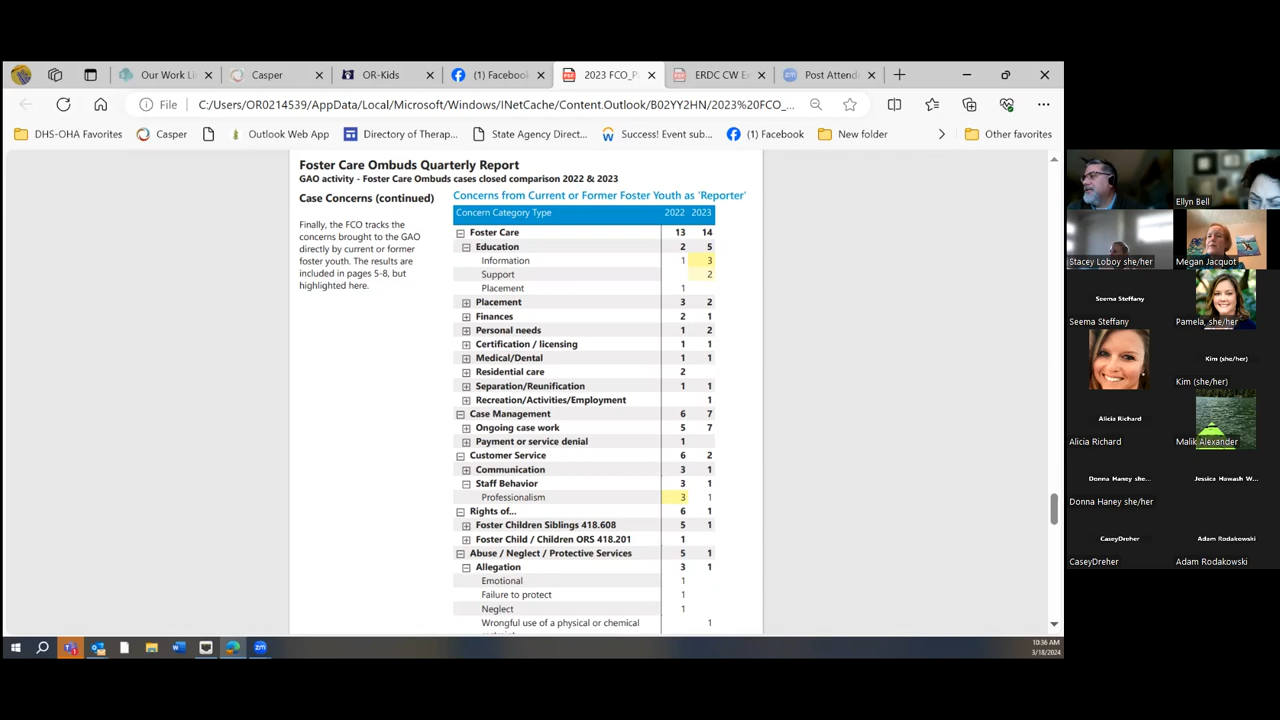 Our Work Li
Casper
OR-Kids
(1) Facebook
2023 FCO_P
ERDC CW E
Post Attend
File
C:/Users/OR0214539/AppData/Local/Microsoft/Windows/INetCache/Content.Outlook/B02YY2HN/2023%20FCO_...
DHS-OHA Favorites
Casper
Outlook Web App
Directory of Therap...
State Agency Direct...
Success! Event sub...
(1) Facebook
New folder
Other favorites
Foster Care Ombuds Quarterly Report
GAO activity - Foster Care Ombuds cases closed comparison 2022 & 2023
Case Concerns (continued)
Finally, the FCO tracks the
concerns brought to the GAO
directly by current or former
foster youth. The results are
included in pages 5-8, but
highlighted here.
Concerns from Current or Former Foster Youth as 'Reporter'
Concern Category Type 2022 2023
Foster Care 13 14
Education 2 5
Information 1 3
Support 2
Placement 1
Placement 3 2
Finances 2 1
Personal needs 1 2
Certification / licensing 1 1
Medical/Dental 1 1
Residential care 2
Separation/Reunification 1 1
Recreation/Activities/Employment 1
Case Management 6 7
Ongoing case work 5 7
Payment or service denial 1
Customer Service 6 2
Communication 3 1
Staff Behavior 3 1
Professionalism 3 1
Rights of... 6 1
Foster Children Siblings 418.608 5 1
Foster Child / Children ORS 418.201 1
Abuse / Neglect / Protective Services 5 1
Allegation 3 1
Emotional 1
Failure to protect 1
Neglect 1
Wrongful use of a physical or chemical 1
10:36 AM
3/18/2024
Ellyn Bell
Stacey Loboy she/her
Megan Jacquot
Seema Steffany
Seema Steffany
Pamela, she/her
Kim (she/her)
Kim (she/her)
Alicia Richard
Alicia Richard
Malik Alexander
Donna Haney she...
Donna Haney she/her
Jessica Hawash W...
CaseyDreher
CaseyDreher
Adam Rodakowski
Adam Rodakowski